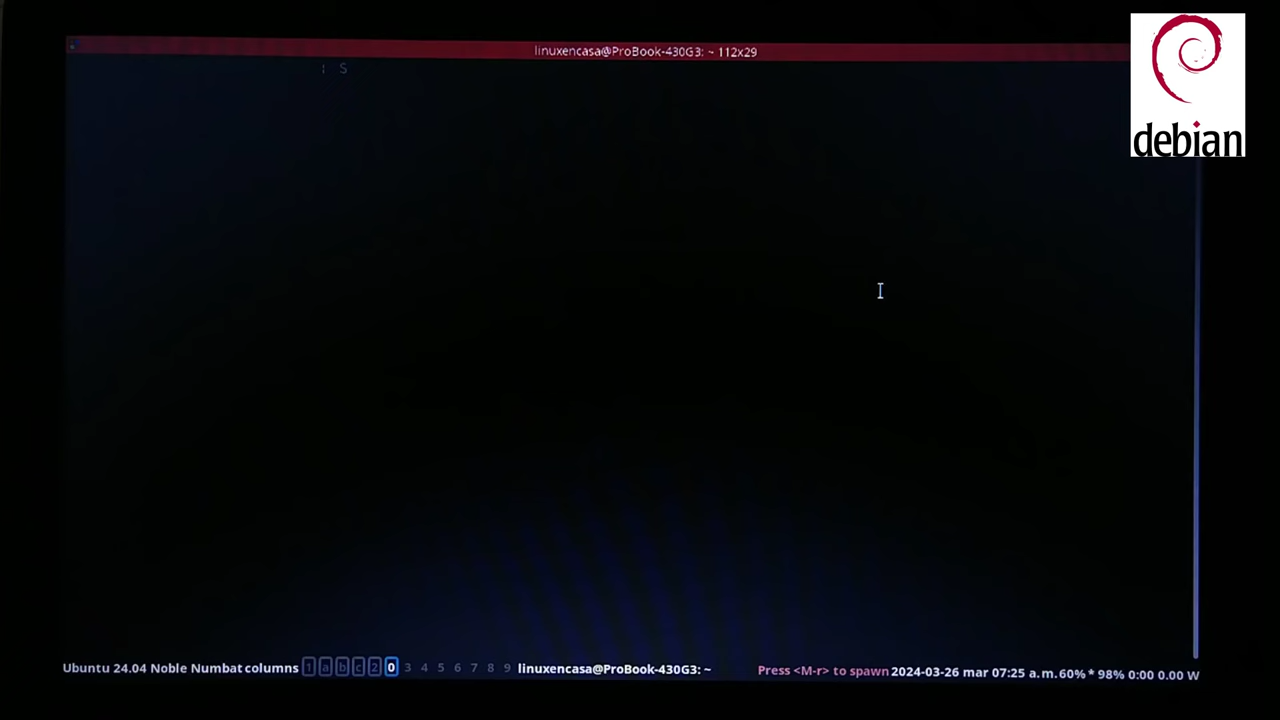 linuxencasa@ProBook-430G3: ~ 112x29
: S
debian
Ubuntu 24.04 Noble Numbat columns 1 a b c 2 0 3 4 5 6 7 8 9 linuxencasa@ProBook-430G3: ~ Press <M-r> to spawn 2024-03-26 mar 07:25 a.m. 60% * 98% 0:00 0.00 W